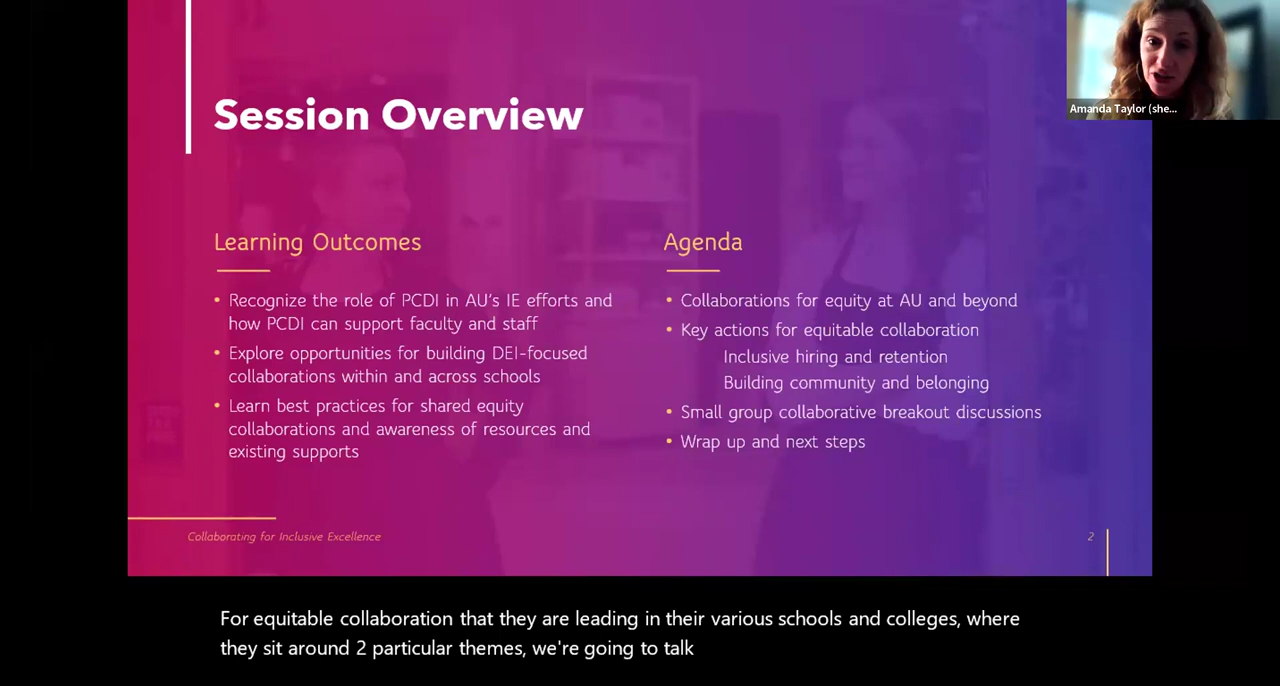 Session Overview
Amanda Taylor (she...
Learning Outcomes
• Recognize the role of PCDI in AU's IE efforts and
how PCDI can support faculty and staff
• Explore opportunities for building DEI-focused
collaborations within and across schools
• Learn best practices for shared equity
collaborations and awareness of resources and
existing supports
Agenda
• Collaborations for equity at AU and beyond
• Key actions for equitable collaboration
Inclusive hiring and retention
Building community and belonging
• Small group collaborative breakout discussions
• Wrap up and next steps
Collaborating for Inclusive Excellence
2
For equitable collaboration that they are leading in their various schools and colleges, where
they sit around 2 particular themes, we're going to talk